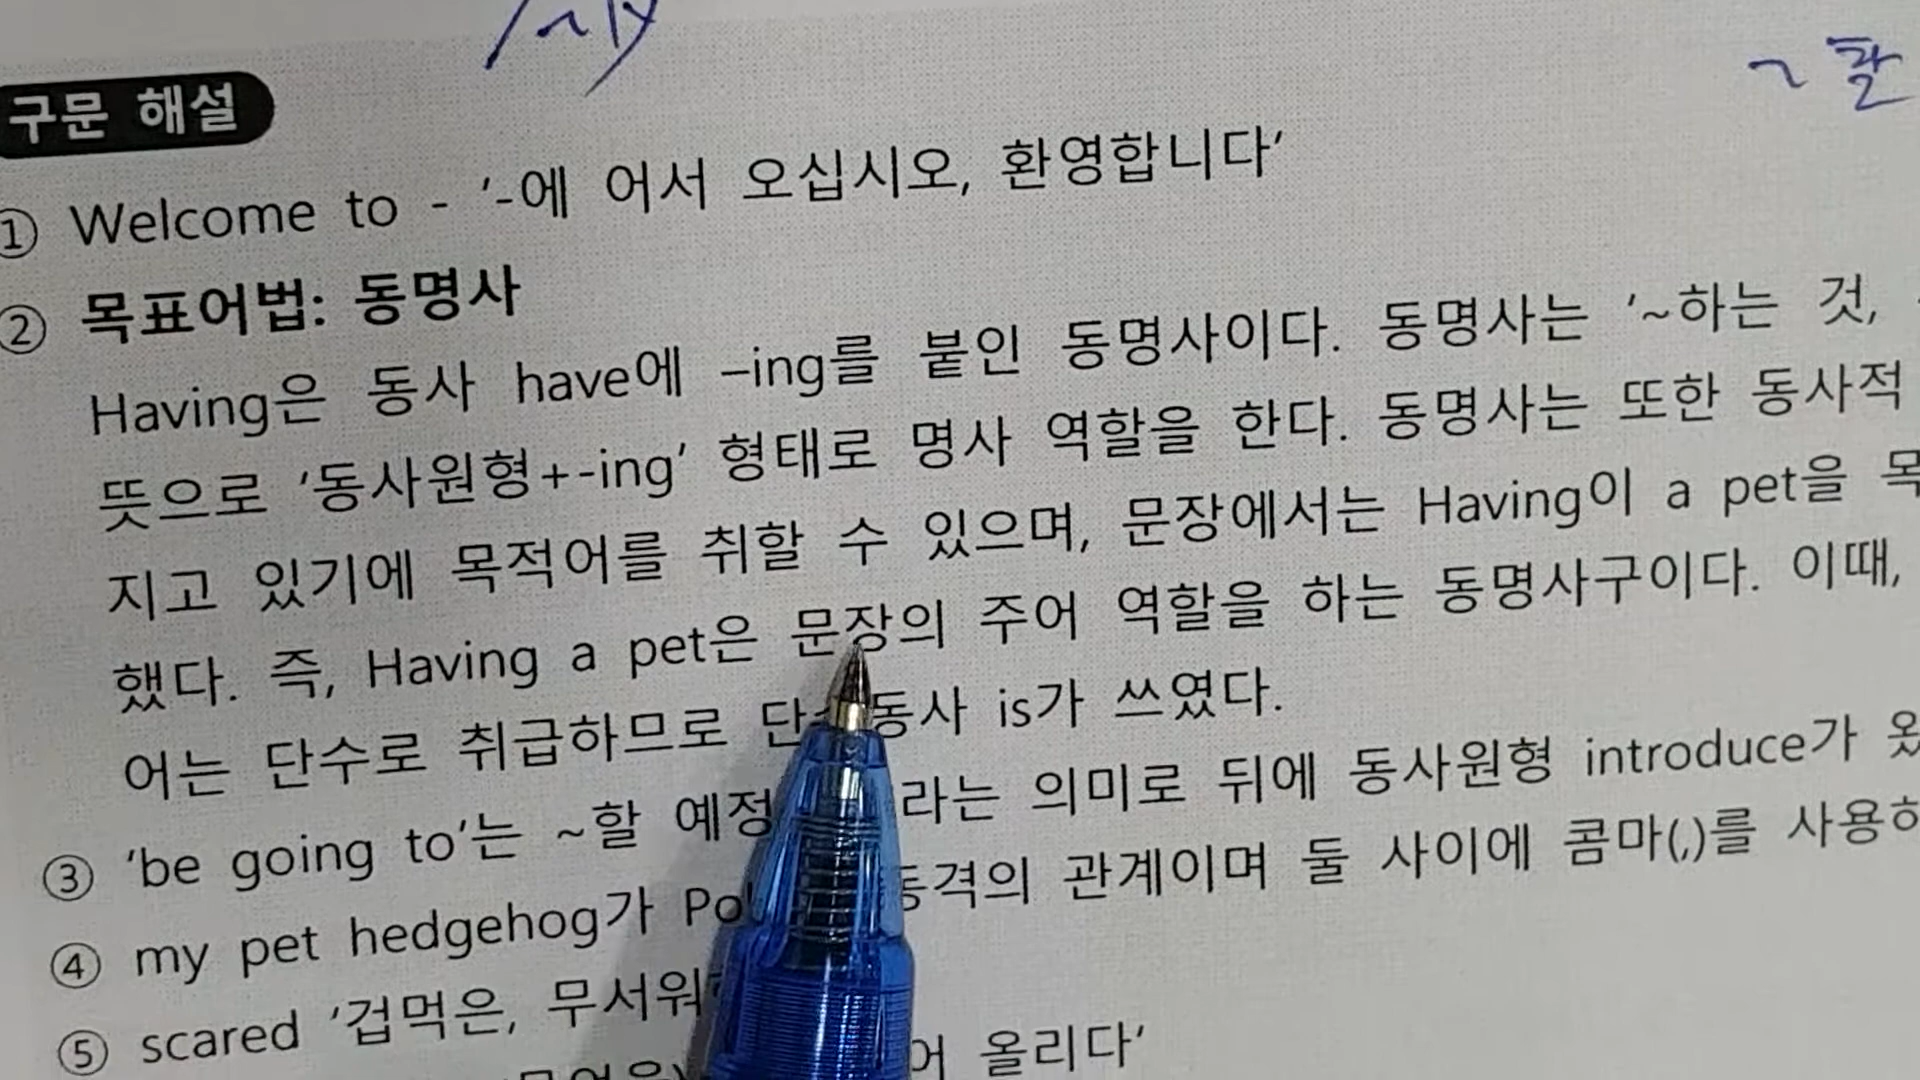 ~할
구문 해설
① Welcome to - '-에 어서 오십시오, 환영합니다'
② 목표어법: 동명사
Having은 동사 have에 –ing를 붙인 동명사이다. 동명사는 '~하는 것,
뜻으로 '동사원형+-ing' 형태로 명사 역할을 한다. 동명사는 또한 동사적
지고 있기에 목적어를 취할 수 있으며, 문장에서는 Having이 a pet을
했다. 즉, Having a pet은 문장의 주어 역할을 하는 동명사구이다. 이때,
어는 단수로 취급하므로 동사 is가 쓰였다.
③ 'be going to'는 ~할 예정 라는 의미로 뒤에 동사원형 introduce가
④ my pet hedgehog가 동격의 관계이며 둘 사이에 콤마(,)를
⑤ scared '겁먹은, 무서워
올리다'